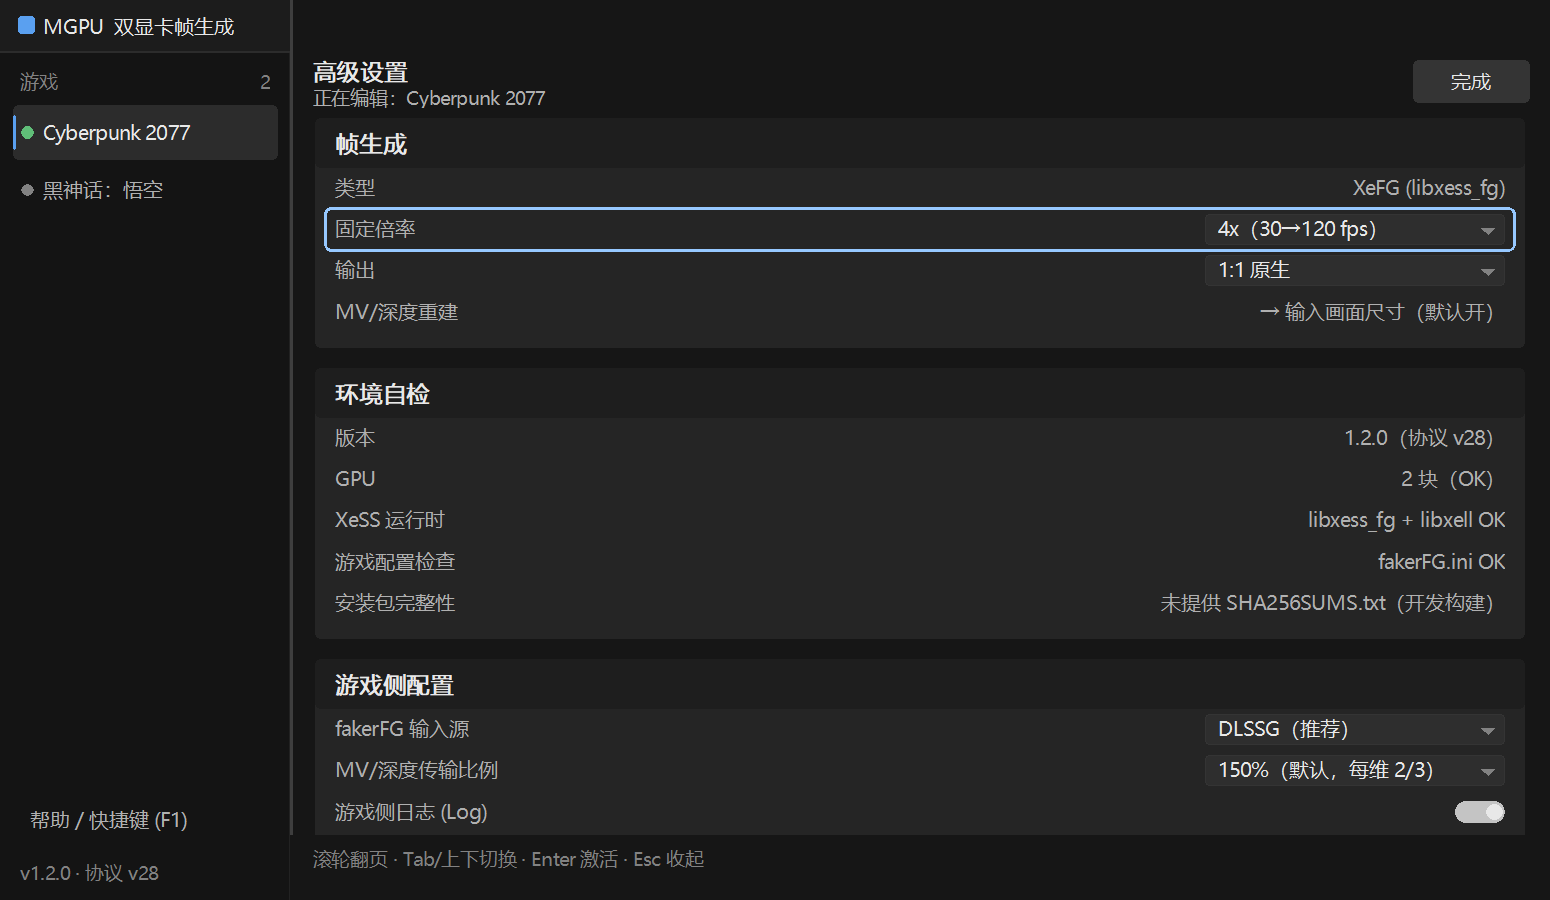 MGPU 双显卡帧生成
游戏 2
Cyberpunk 2077
黑神话：悟空
帮助 / 快捷键 (F1)
v1.2.0 · 协议 v28
高级设置
正在编辑：Cyberpunk 2077
完成
帧生成
类型 XeFG (libxess_fg)
固定倍率 4x（30→120 fps）
输出 1:1 原生
MV/深度重建 → 输入画面尺寸（默认开）
环境自检
版本 1.2.0（协议 v28）
GPU 2 块（OK）
XeSS 运行时 libxess_fg + libxell OK
游戏配置检查 fakerFG.ini OK
安装包完整性 未提供 SHA256SUMS.txt（开发构建）
游戏侧配置
fakerFG 输入源 DLSSG（推荐）
MV/深度传输比例 150%（默认，每维 2/3）
游戏侧日志 (Log)
滚轮翻页 · Tab/上下切换 · Enter 激活 · Esc 收起